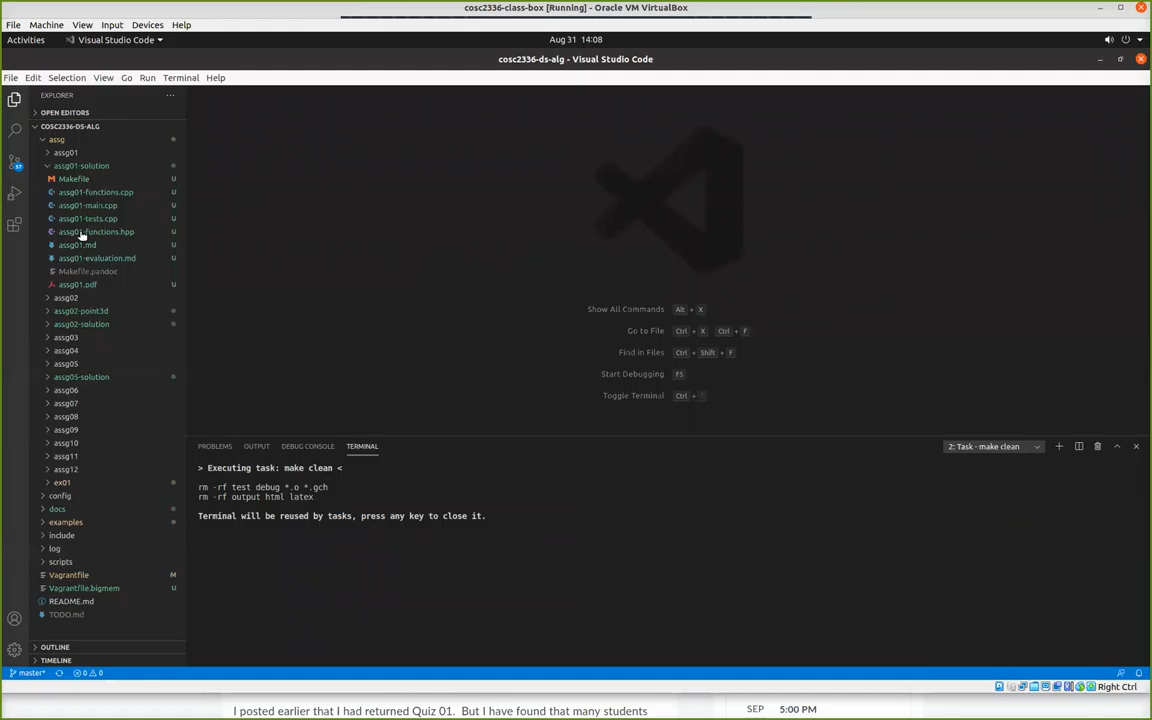 cosc2336-class-box [Running] - Oracle VM VirtualBox
File Machine View Input Devices Help
Activities Visual Studio Code Aug 31 14:08
cosc2336-ds-alg - Visual Studio Code
File Edit Selection View Go Run Terminal Help
EXPLORER ...
OPEN EDITORS
COSC2336-DS-ALG
assg
assg01
assg01-solution
Makefile U
assg01-functions.cpp U
assg01-main.cpp U
assg01-tests.cpp U
assg01-functions.hpp U
assg01.md U
assg01-evaluation.md U
Makefile.pandoc
assg01.pdf U
assg02
assg02-point3d
assg02-solution
assg03
assg04
assg05
assg05-solution
assg06
assg07
assg08
assg09
assg10
assg11
assg12
ex01
config
docs
examples
include
log
scripts
Vagrantfile M
Vagrantfile.bigmem U
README.md
TODO.md
OUTLINE
TIMELINE
Show All Commands Alt + X
Go to File Ctrl + X Ctrl + F
Find in Files Ctrl + Shift + F
Start Debugging F5
Toggle Terminal Ctrl + `
PROBLEMS OUTPUT DEBUG CONSOLE TERMINAL 2: Task - make clean
> Executing task: make clean <
rm -rf test debug *.o *.gch
rm -rf output html latex
Terminal will be reused by tasks, press any key to close it.
master* 0 0
Right Ctrl
I posted earlier that I had returned Quiz 01. But I have found that many students
SEP 5:00 PM